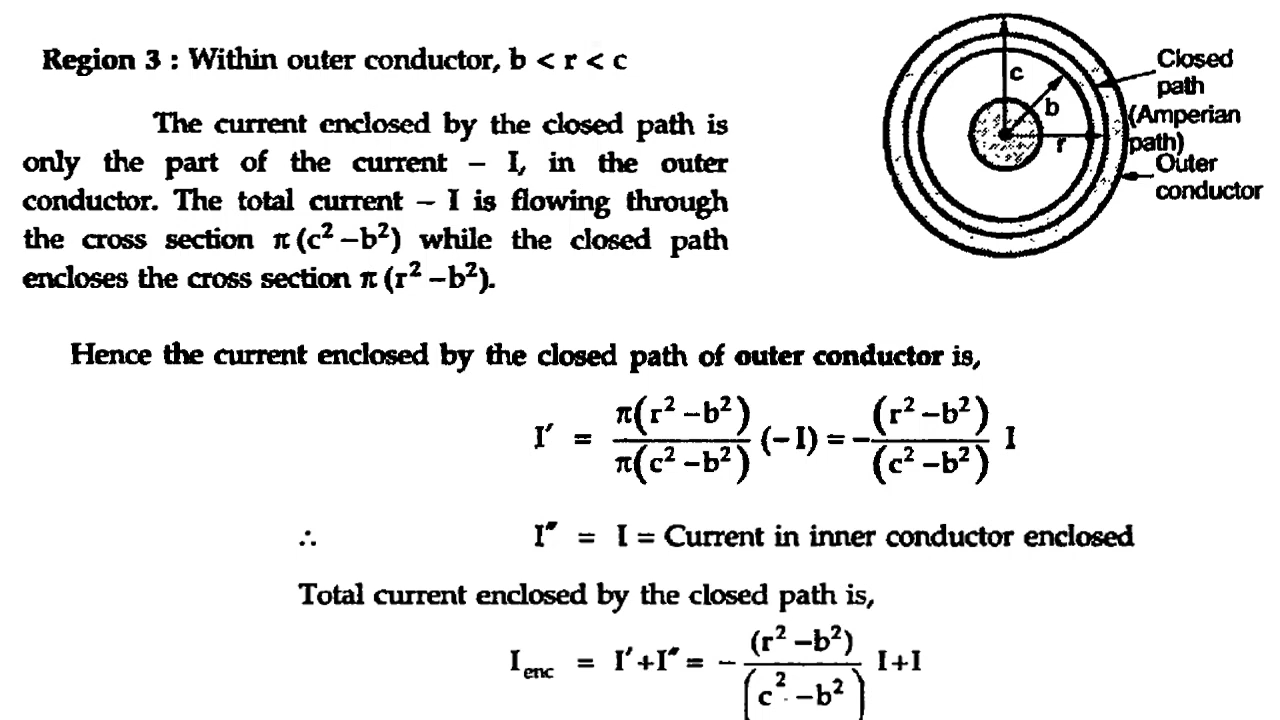 Region 3 : Within outer conductor, b < r < c
The current enclosed by the closed path is
only the part of the current – I, in the outer
conductor. The total current – I is flowing through
the cross section π (c² – b²) while the closed path
encloses the cross section π (r² – b²).
c
b
r
Closed
path
(Amperian
path)
Outer
conductor
Hence the current enclosed by the closed path of outer conductor is,
I′ = π(r² – b²) / π(c² – b²) (– I) = – (r² – b²) / (c² – b²) I
∴ I″ = I = Current in inner conductor enclosed
Total current enclosed by the closed path is,
I_enc = I′ + I″ = – (r² – b²) / (c² – b²) I + I